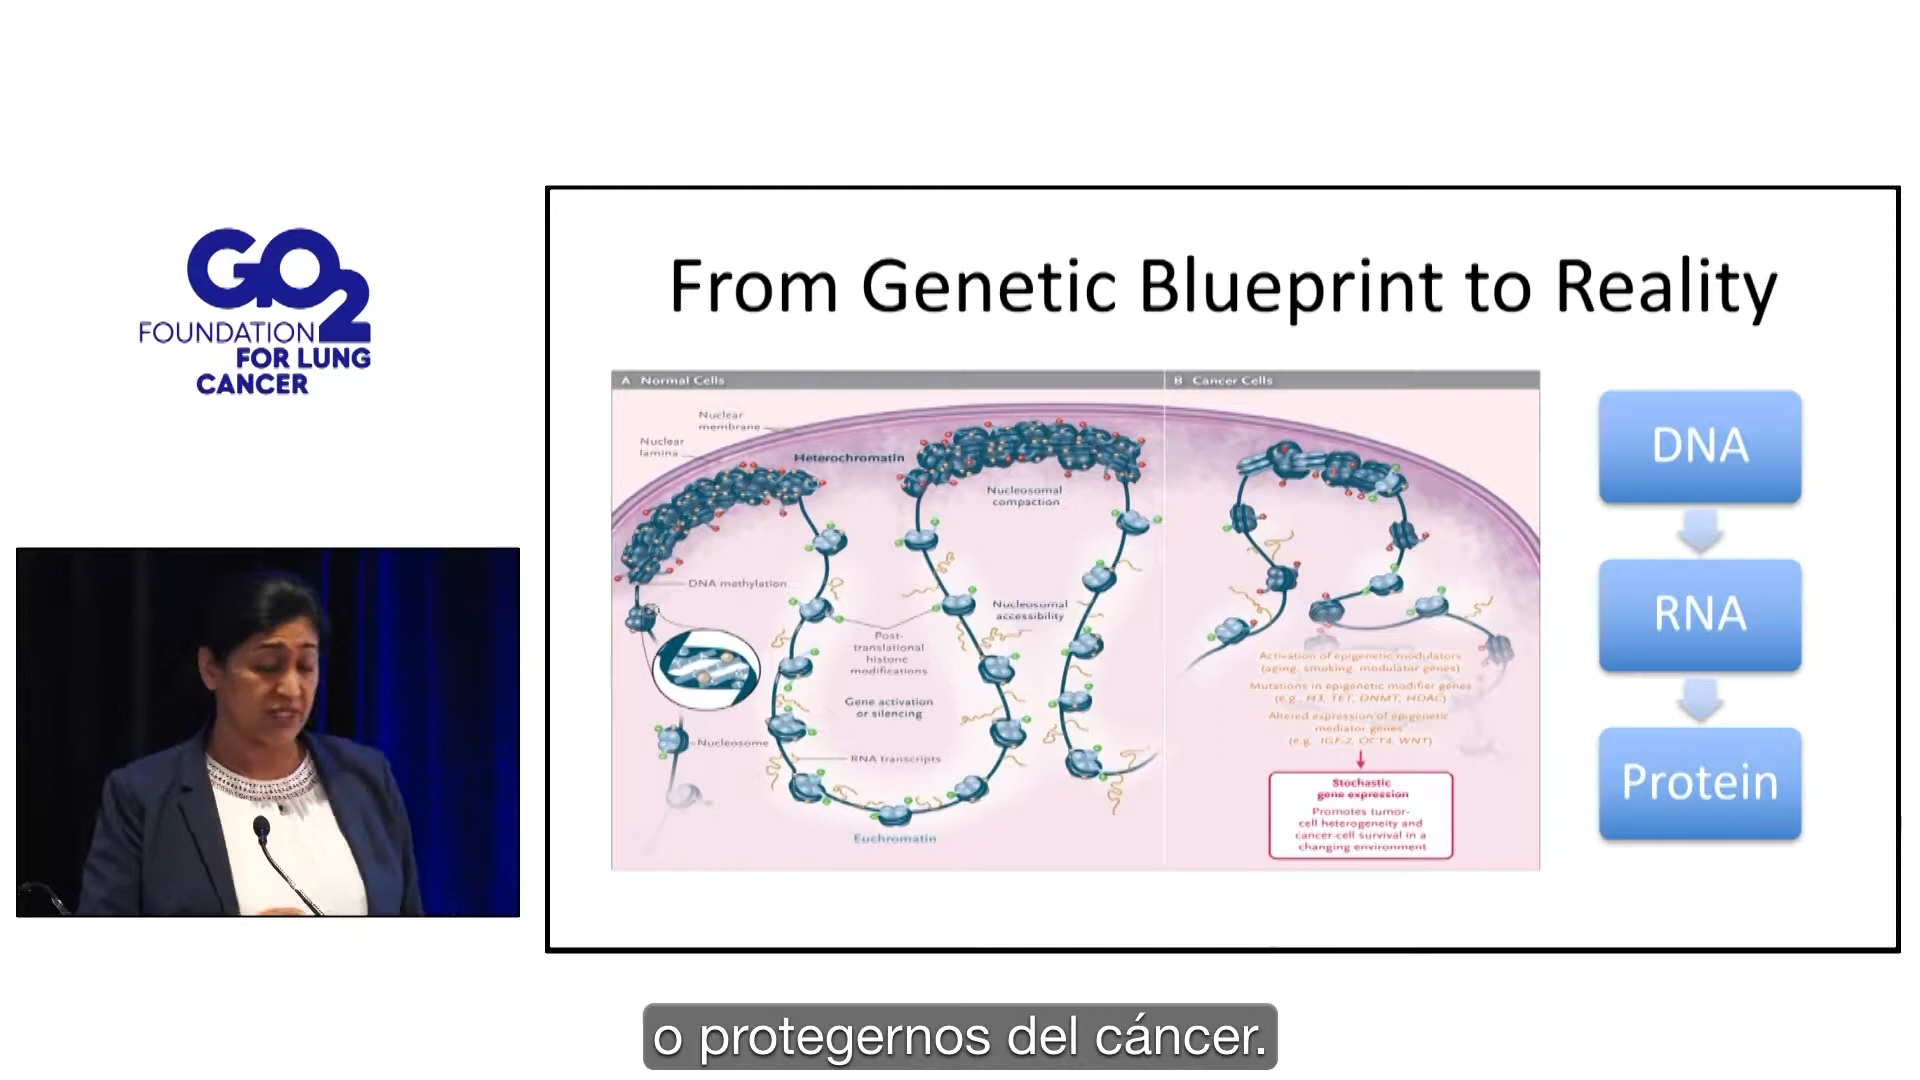 GO2
FOUNDATION
FOR LUNG
CANCER
From Genetic Blueprint to Reality
A Normal Cells
B Cancer Cells
Nuclear
membrane
Nuclear
lamina
Heterochromatin
Nucleosomal
compaction
DNA methylation
Nucleosomal
accessibility
Post-
translational
histone
modifications
Gene activation
or silencing
Nucleosome
RNA transcripts
Euchromatin
Activation of epigenetic modulators
(aging, smoking, modulator genes)
Mutations in epigenetic modifier genes
(e.g., H3, TET, DNMT, HDAC)
Altered expression of epigenetic
mediator genes
(e.g. IGF-2, OCT4, WNT)
Stochastic
gene expression
Promotes tumor-
cell heterogeneity and
cancer-cell survival in a
changing environment
DNA
RNA
Protein
o protegernos del cáncer.